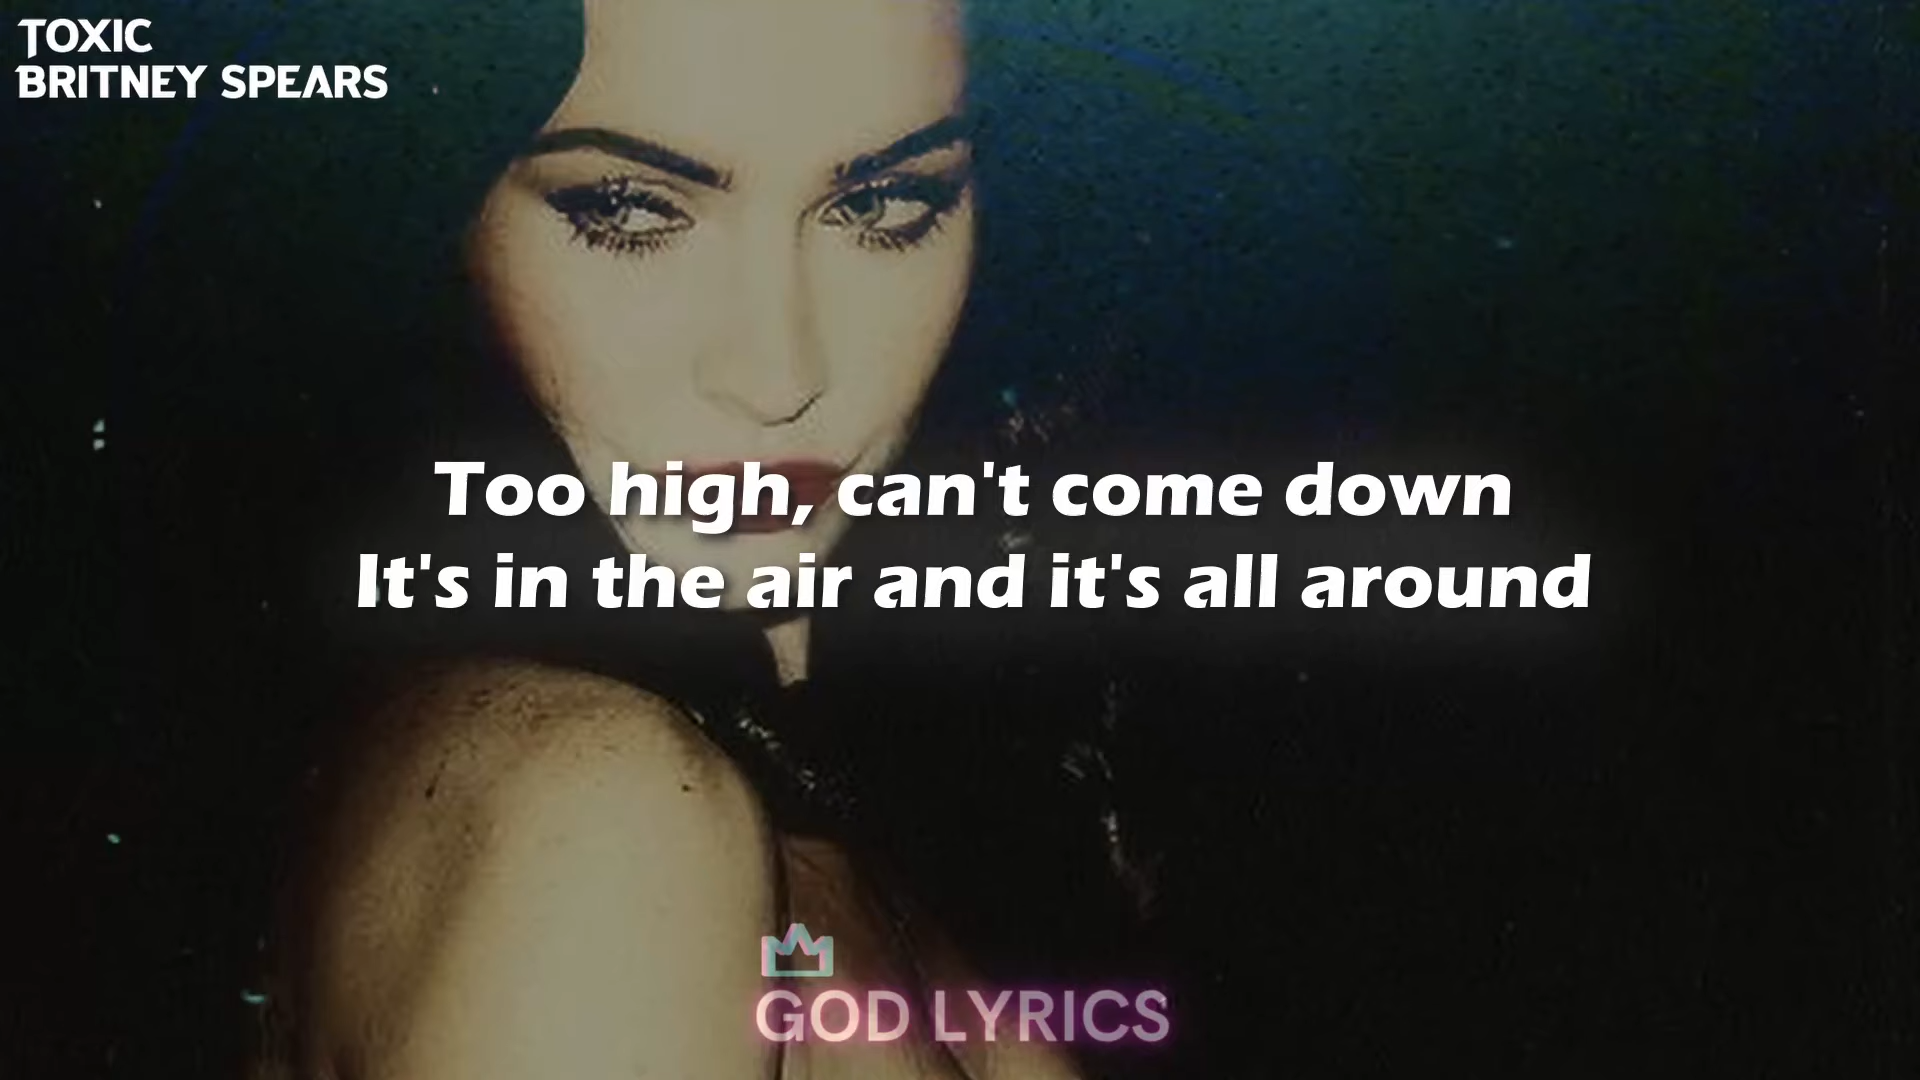 TOXIC
BRITNEY SPEARS
Too high, can't come down
It's in the air and it's all around
GOD LYRICS